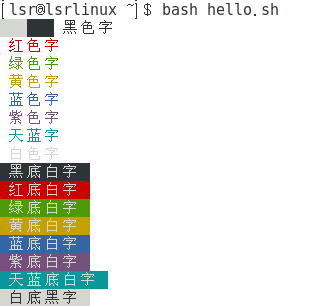 [lsr@lsrlinux ~]$ bash hello.sh
黑色字
红色字
绿色字
黄色字
蓝色字
紫色字
天蓝字
白色字
黑底白字
红底白字
绿底白字
黄底白字
蓝底白字
紫底白字
天蓝底白字
白底黑字